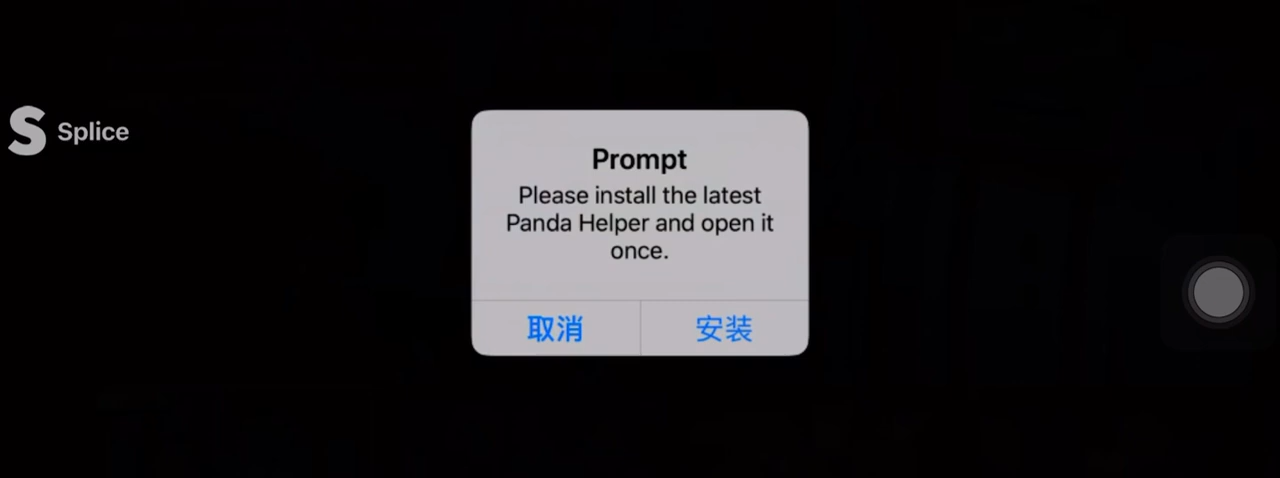 Splice
Prompt
Please install the latest
Panda Helper and open it
once.
取消
安装